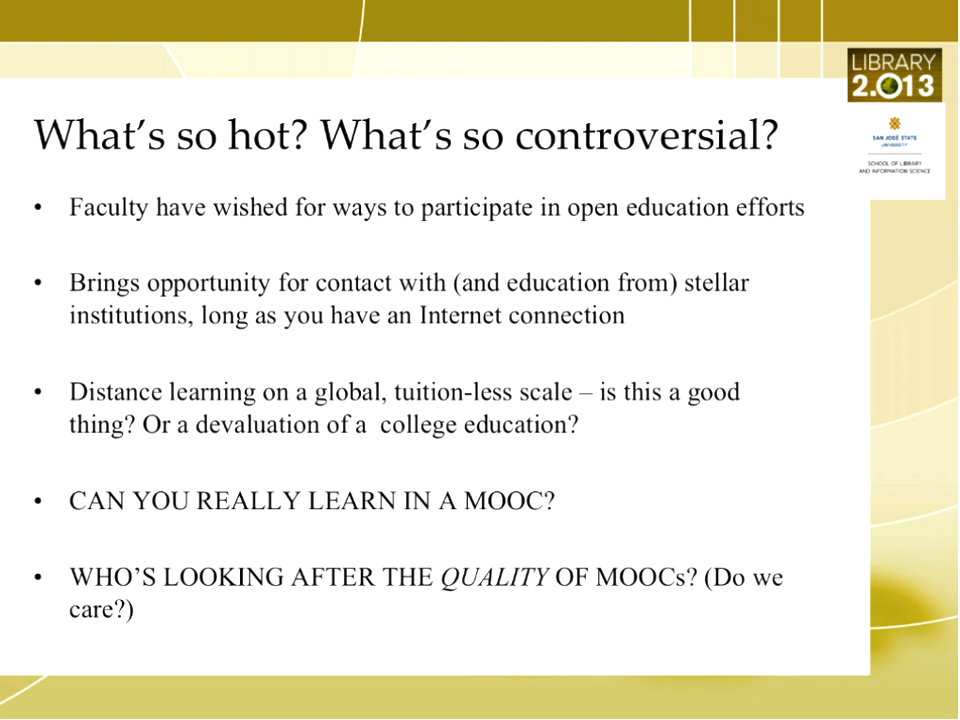 LIBRARY
2.013
SAN JOSÉ STATE
UNIVERSITY
SCHOOL OF LIBRARY
AND INFORMATION SCIENCE
What's so hot? What's so controversial?
• Faculty have wished for ways to participate in open education efforts
• Brings opportunity for contact with (and education from) stellar
institutions, long as you have an Internet connection
• Distance learning on a global, tuition-less scale – is this a good
thing? Or a devaluation of a college education?
• CAN YOU REALLY LEARN IN A MOOC?
• WHO'S LOOKING AFTER THE QUALITY OF MOOCs? (Do we
care?)